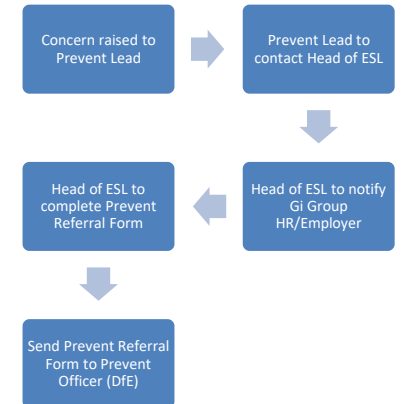 Concern raised to
Prevent Lead
Prevent Lead to
contact Head of ESL
Head of ESL to notify
Gi Group
HR/Employer
Head of ESL to
complete Prevent
Referral Form
Send Prevent Referral
Form to Prevent
Officer (DfE)